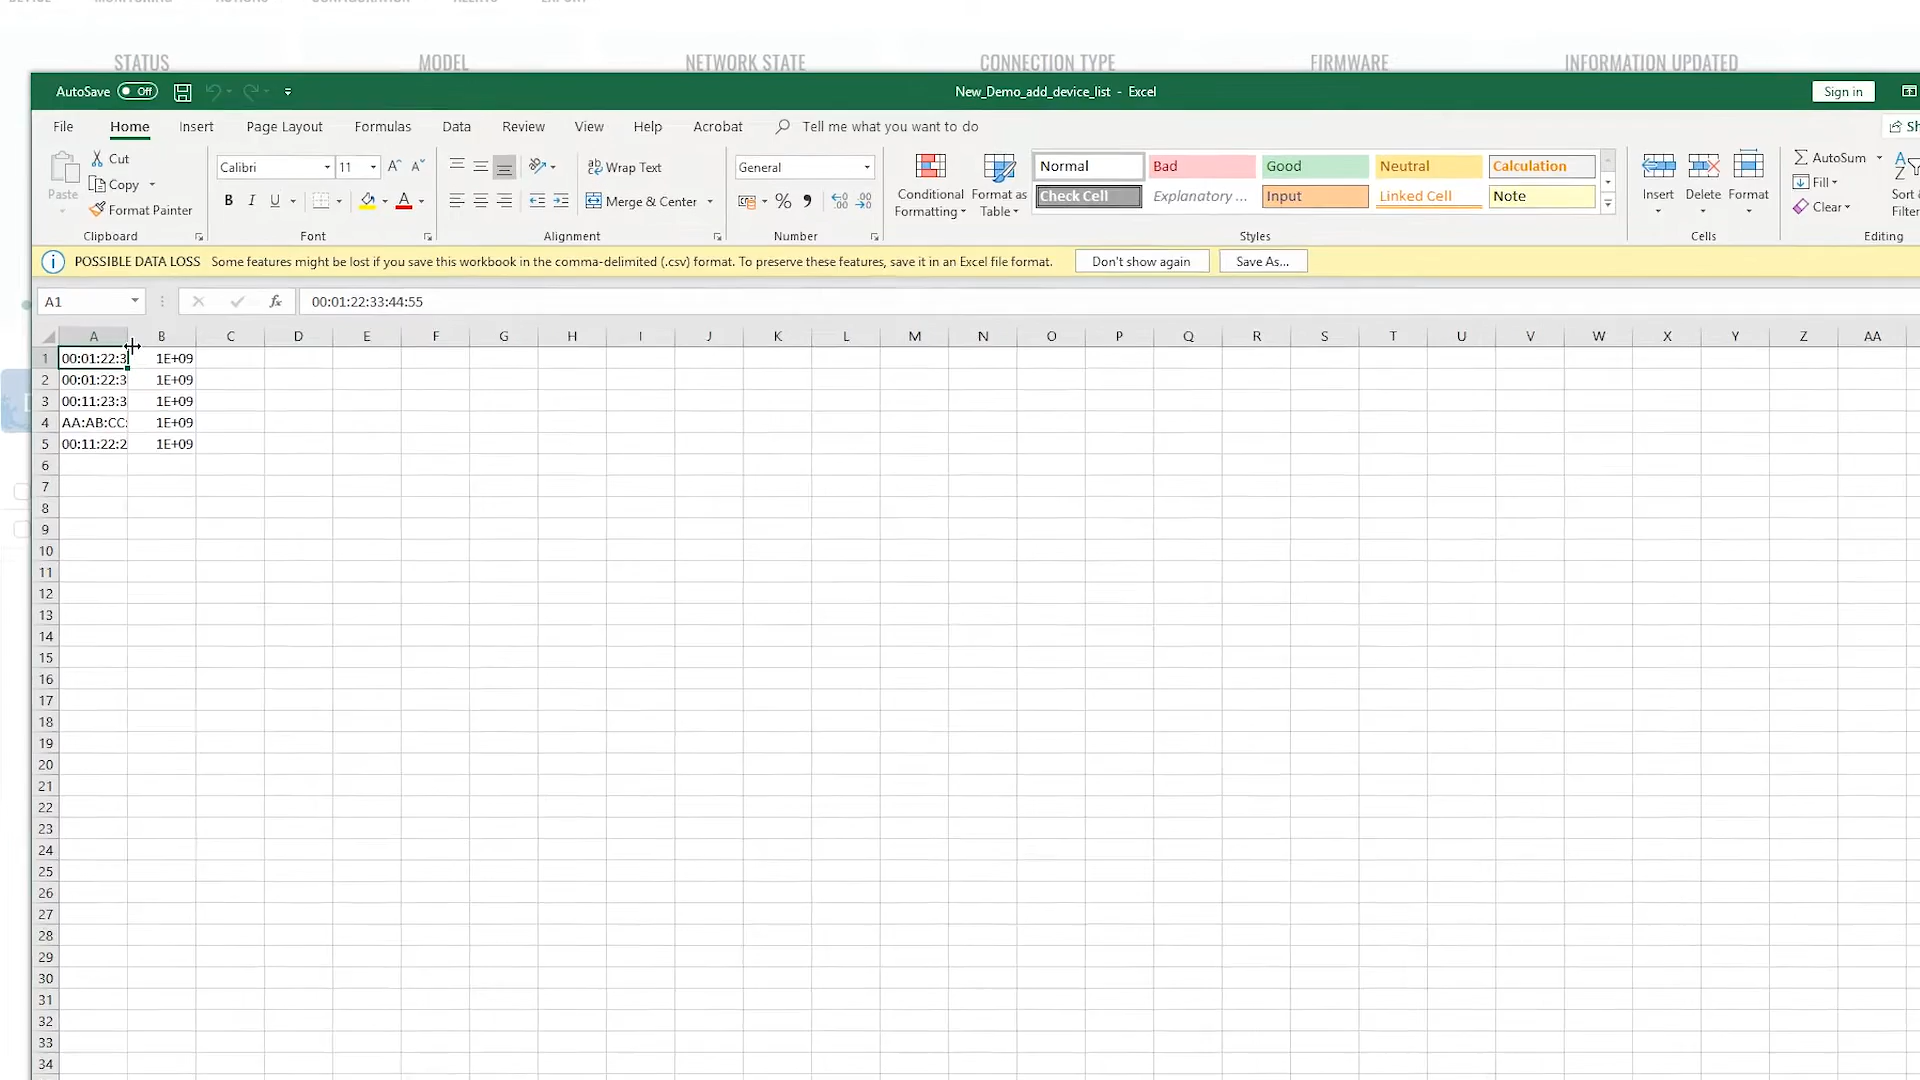 DEVICE MONITORING ACTIONS CONFIGURATION ALERTS EXPORT
STATUS MODEL NETWORK STATE CONNECTION TYPE FIRMWARE INFORMATION UPDATED
AutoSave Off New_Demo_add_device_list - Excel Sign in
File Home Insert Page Layout Formulas Data Review View Help Acrobat Tell me what you want to do Sh
Paste Cut Copy Format Painter Clipboard
Calibri 11 A A B I U A Font
Wrap Text Merge & Center Alignment
General % , Number
Conditional Formatting Format as Table
Normal Bad Good Neutral Calculation
Check Cell Explanatory ... Input Linked Cell Note
Styles
Insert Delete Format Cells
AutoSum Fill Clear Sort & Filter Editing
POSSIBLE DATA LOSS Some features might be lost if you save this workbook in the comma-delimited (.csv) format. To preserve these features, save it in an Excel file format. Don't show again Save As...
A1 fx 00:01:22:33:44:55
A B C D E F G H I J K L M N O P Q R S T U V W X Y Z AA
1 00:01:22:3 1E+09
2 00:01:22:3 1E+09
3 00:11:23:3 1E+09
4 AA:AB:CC: 1E+09
5 00:11:22:2 1E+09
6
7
8
9
10
11
12
13
14
15
16
17
18
19
20
21
22
23
24
25
26
27
28
29
30
31
32
33
34